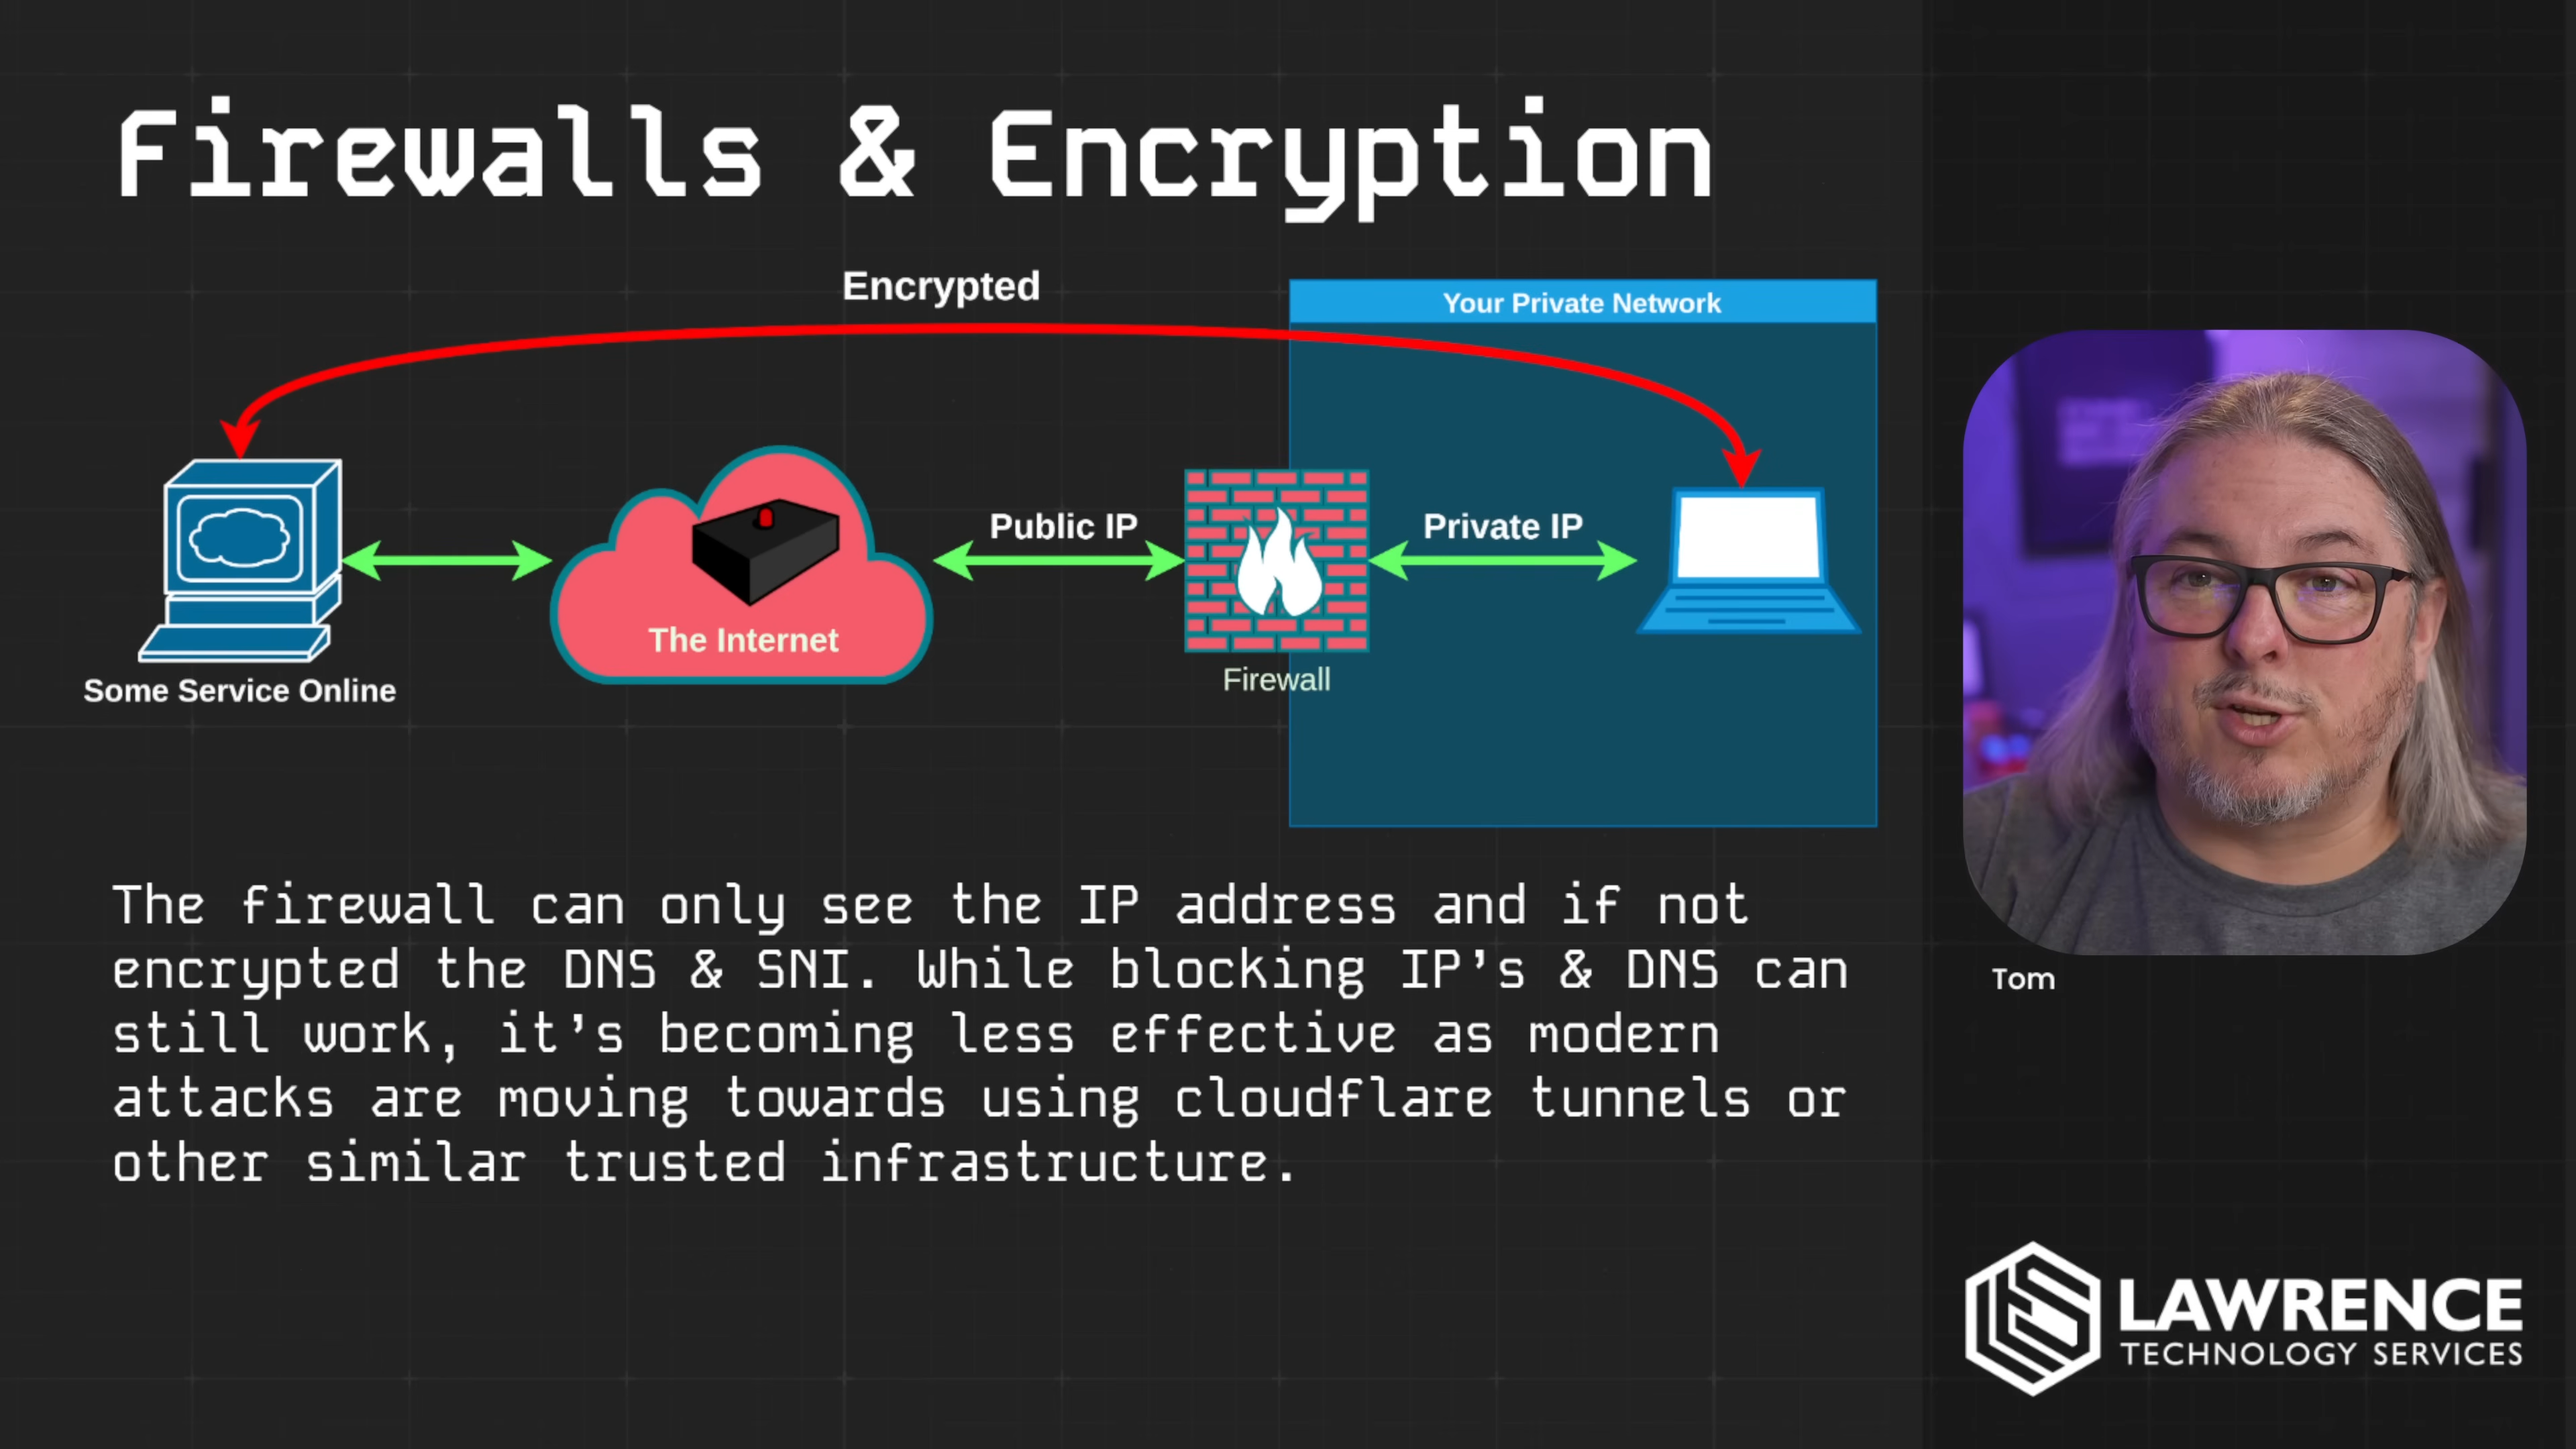 Firewalls & Encryption
Encrypted
Your Private Network
Public IP
Private IP
The Internet
Firewall
Some Service Online
The firewall can only see the IP address and if not
encrypted the DNS & SNI. While blocking IP's & DNS can
still work, it's becoming less effective as modern
attacks are moving towards using cloudflare tunnels or
other similar trusted infrastructure.
Tom
LAWRENCE
TECHNOLOGY SERVICES